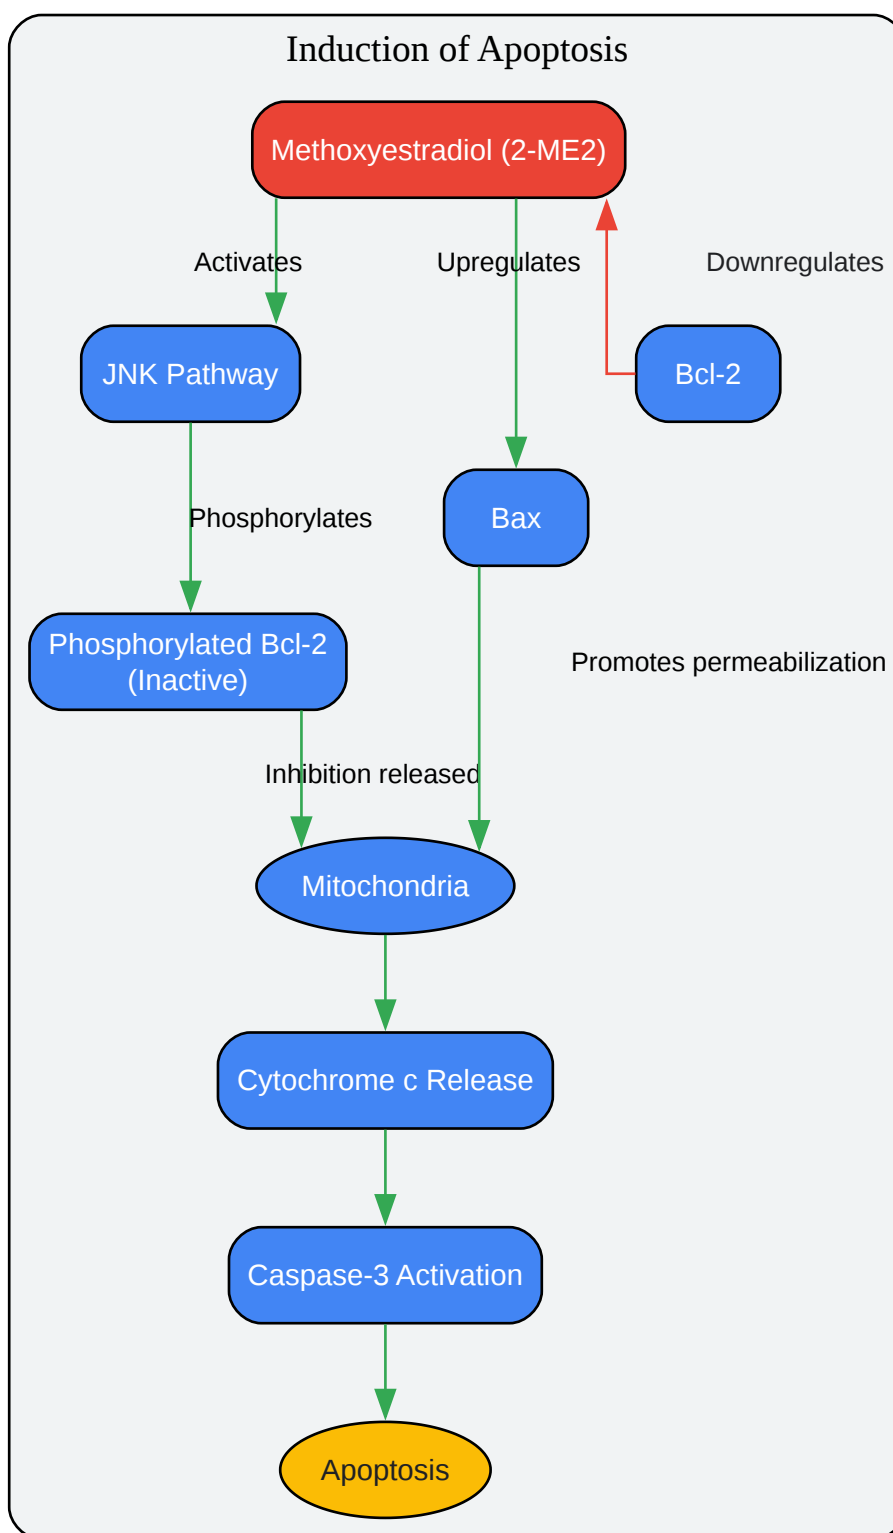 Induction of Apoptosis
Methoxyestradiol (2-ME2)
Activates
Upregulates
Downregulates
JNK Pathway
Bcl-2
Phosphorylates
Bax
Phosphorylated Bcl-2
(Inactive)
Promotes permeabilization
Inhibition released
Mitochondria
Cytochrome c Release
Caspase-3 Activation
Apoptosis